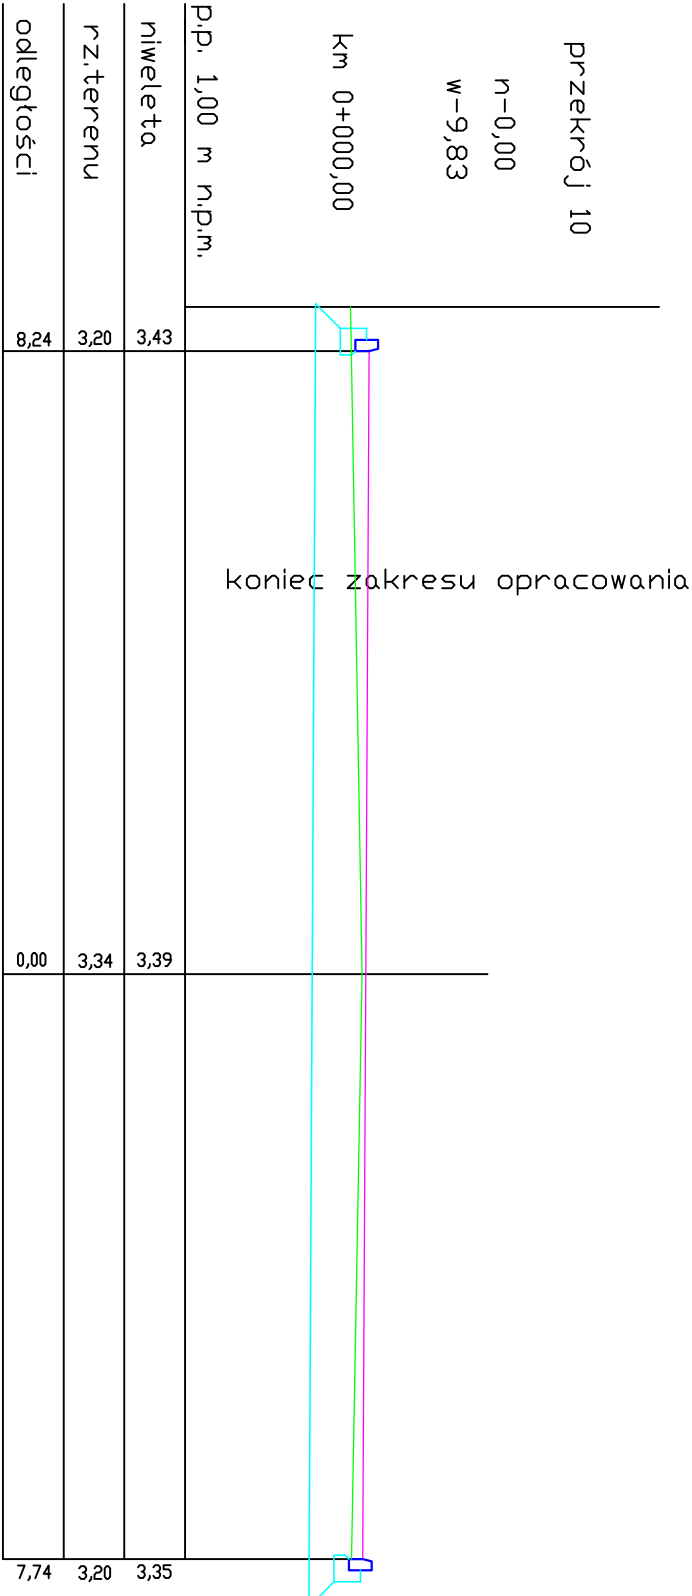 przekrój 10
n-0,00
w-9,83
km 0+000,00
p.p. 1,00 m n.p.m.
niweleta
rz.terenu
odległości
8,24 3,20 3,43
koniec zakresu opracowania
0,00 3,34 3,39
7,74 3,20 3,35